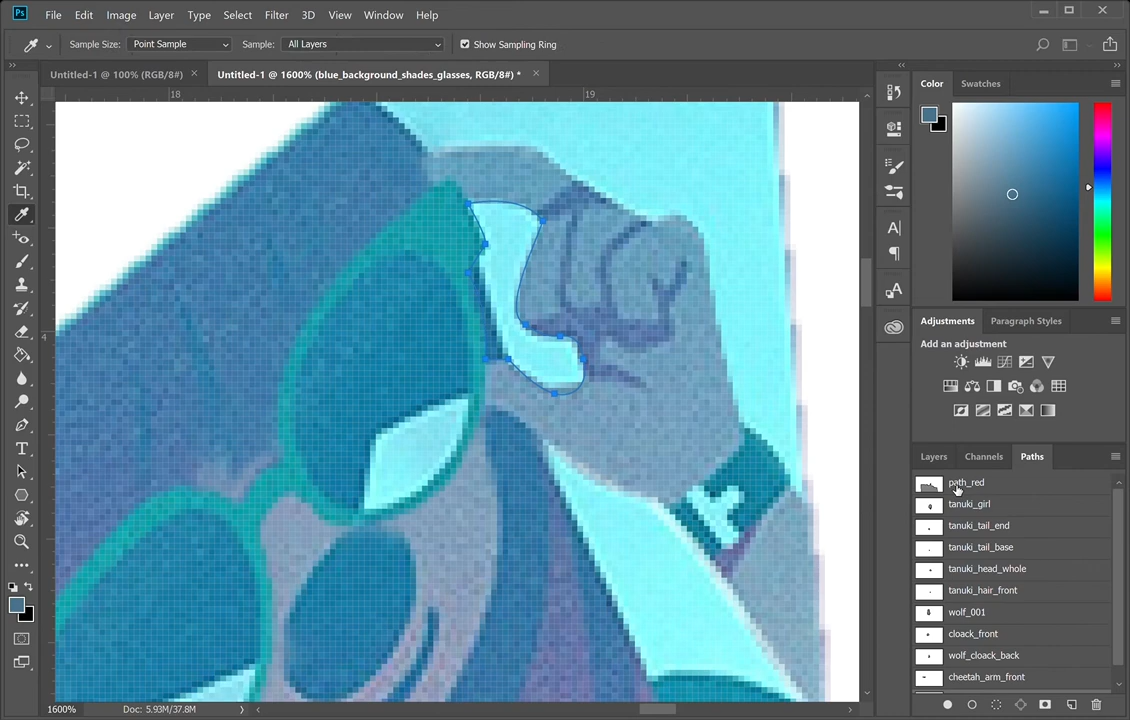 Ps File Edit Image Layer Type Select Filter 3D View Window Help
Sample Size: Point Sample Sample: All Layers Show Sampling Ring
Untitled-1 @ 100% (RGB/8#) × Untitled-1 @ 1600% (blue_background_shades_glasses, RGB/8#) * ×
18 19
4
Color Swatches
Adjustments Paragraph Styles
Add an adjustment
Layers Channels Paths
path_red
tanuki_girl
tanuki_tail_end
tanuki_tail_base
tanuki_head_whole
tanuki_hair_front
wolf_001
cloack_front
wolf_cloack_back
cheetah_arm_front
1600% Doc: 5.93M/37.8M